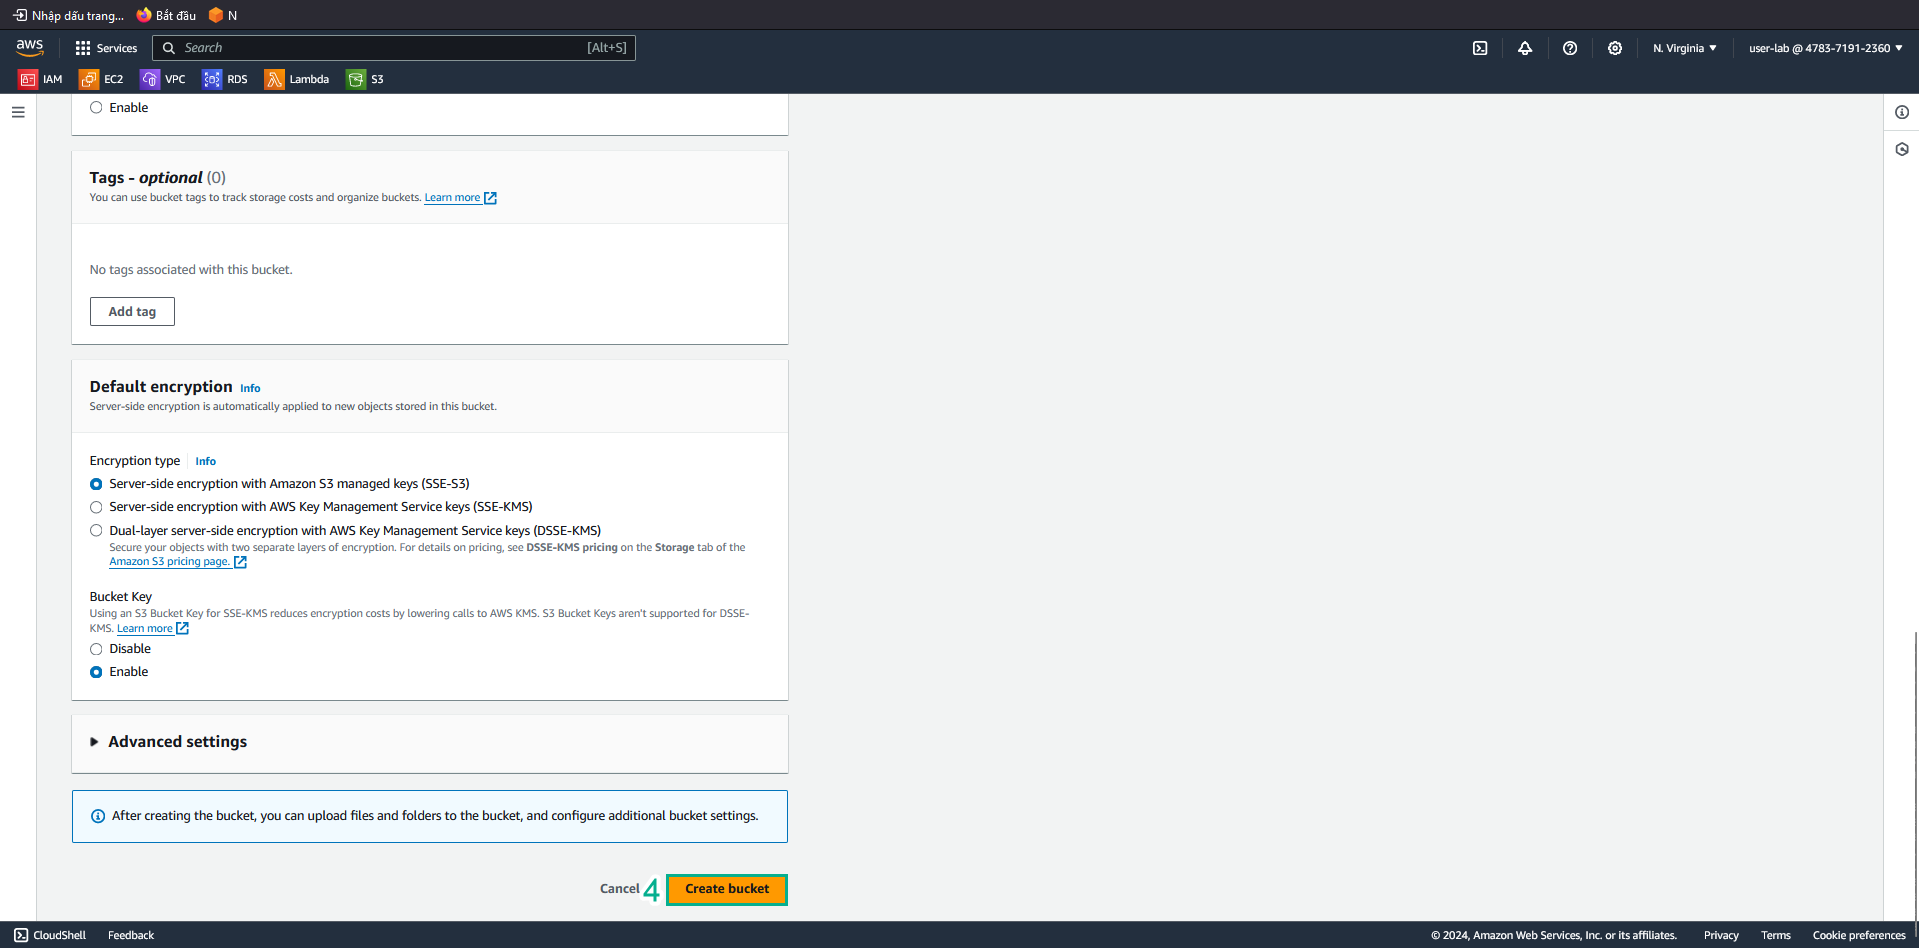 Nhập dấu trang... Bắt đầu N
aws Services Search [Alt+S] N. Virginia user-lab @ 4783-7191-2360
IAM EC2 VPC RDS Lambda S3
Enable
Tags - optional (0)
You can use bucket tags to track storage costs and organize buckets. Learn more
No tags associated with this bucket.
Add tag
Default encryption Info
Server-side encryption is automatically applied to new objects stored in this bucket.
Encryption type Info
Server-side encryption with Amazon S3 managed keys (SSE-S3)
Server-side encryption with AWS Key Management Service keys (SSE-KMS)
Dual-layer server-side encryption with AWS Key Management Service keys (DSSE-KMS)
Secure your objects with two separate layers of encryption. For details on pricing, see DSSE-KMS pricing on the Storage tab of the
Amazon S3 pricing page.
Bucket Key
Using an S3 Bucket Key for SSE-KMS reduces encryption costs by lowering calls to AWS KMS. S3 Bucket Keys aren't supported for DSSE-
KMS. Learn more
Disable
Enable
Advanced settings
After creating the bucket, you can upload files and folders to the bucket, and configure additional bucket settings.
Cancel 4 Create bucket
CloudShell Feedback © 2024, Amazon Web Services, Inc. or its affiliates. Privacy Terms Cookie preferences